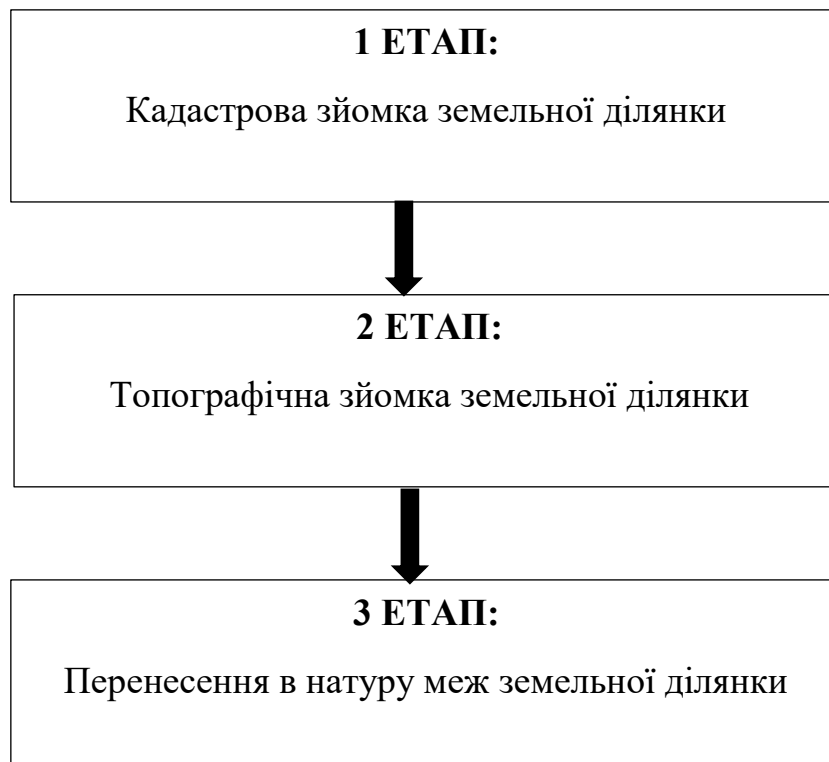 1 ЕТАП:
Кадастрова зйомка земельної ділянки
2 ЕТАП:
Топографічна зйомка земельної ділянки
3 ЕТАП:
Перенесення в натуру меж земельної ділянки